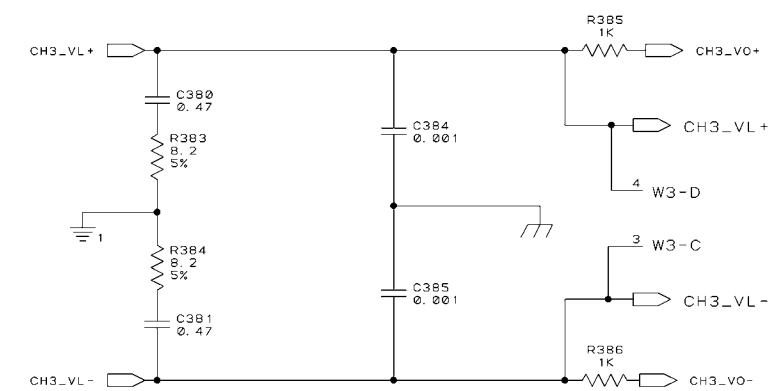 R385
1K
CH3_VL+
CH3_VO+
C380
0.47
CH3_VL+
C384
0.001
R383
8.2
5%
4 W3-D
1
3 W3-C
R384
8.2
5%
C385
0.001
CH3_VL-
C381
0.47
R386
1K
CH3_VL-
CH3_VO-